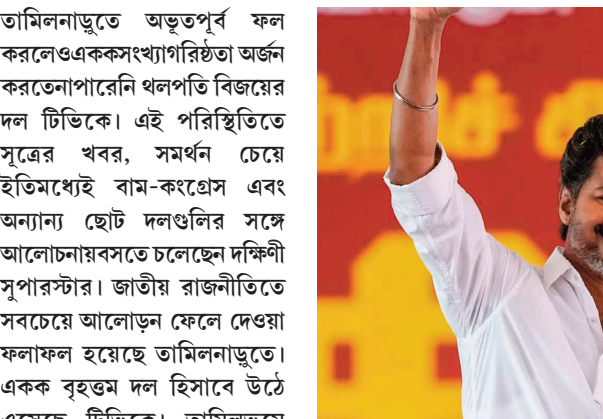 তামিলনাড়ুতে অভূতপূর্ব ফল
করলেওএককসংখ্যাগরিষ্ঠতা অর্জন
করতেনাপারেনি থলপতি বিজয়ের
দল টিভিকে। এই পরিস্থিতিতে
সূত্রের খবর, সমর্থন চেয়ে
ইতিমধ্যেই বাম-কংগ্রেস এবং
অন্যান্য ছোট দলগুলির সঙ্গে
আলোচনায়বসতে চলেছেন দক্ষিণী
সুপারস্টার। জাতীয় রাজনীতিতে
সবচেয়ে আলোড়ন ফেলে দেওয়া
ফলাফল হয়েছে তামিলনাড়ুতে।
একক বৃহত্তম দল হিসাবে উঠে